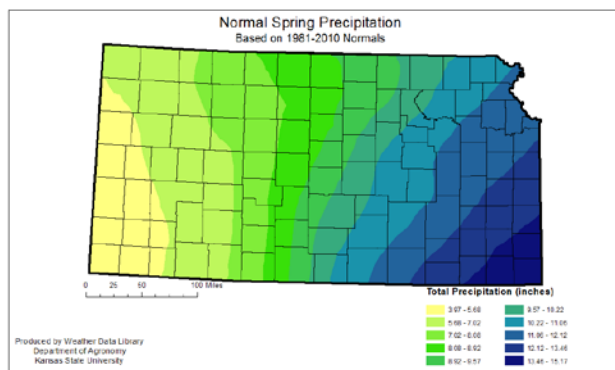 Normal Spring Precipitation
Based on 1981-2010 Normals
0 25 50 100 Miles
Total Precipitation (inches)
3.97 - 5.68
5.68 - 7.02
7.02 - 8.08
8.08 - 8.92
8.92 - 9.57
9.57 - 10.22
10.22 - 11.06
11.06 - 12.12
12.12 - 13.46
13.46 - 15.17
Produced by Weather Data Library
Department of Agronomy
Kansas State University